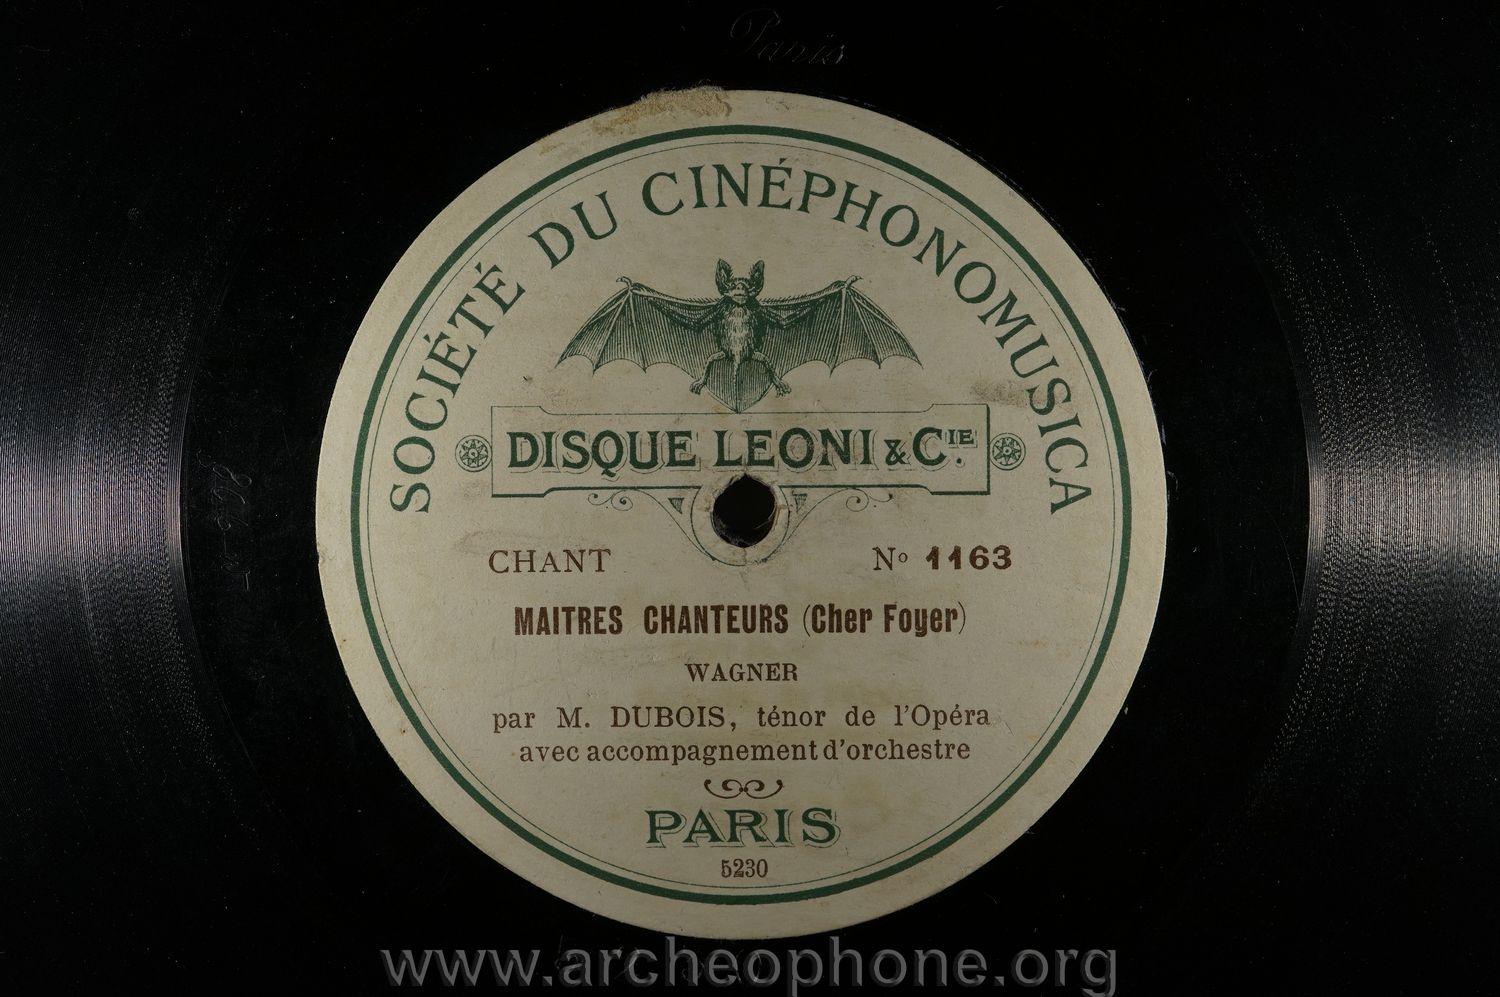 Paris
SOCIÉTÉ DU CINÉPHONOMUSICA
DISQUE LEONI & CIE.
CHANT No 1163
MAITRES CHANTEURS (Cher Foyer)
WAGNER
par M. DUBOIS, ténor de l'Opéra
avec accompagnement d'orchestre
PARIS
5230
www.archeophone.org